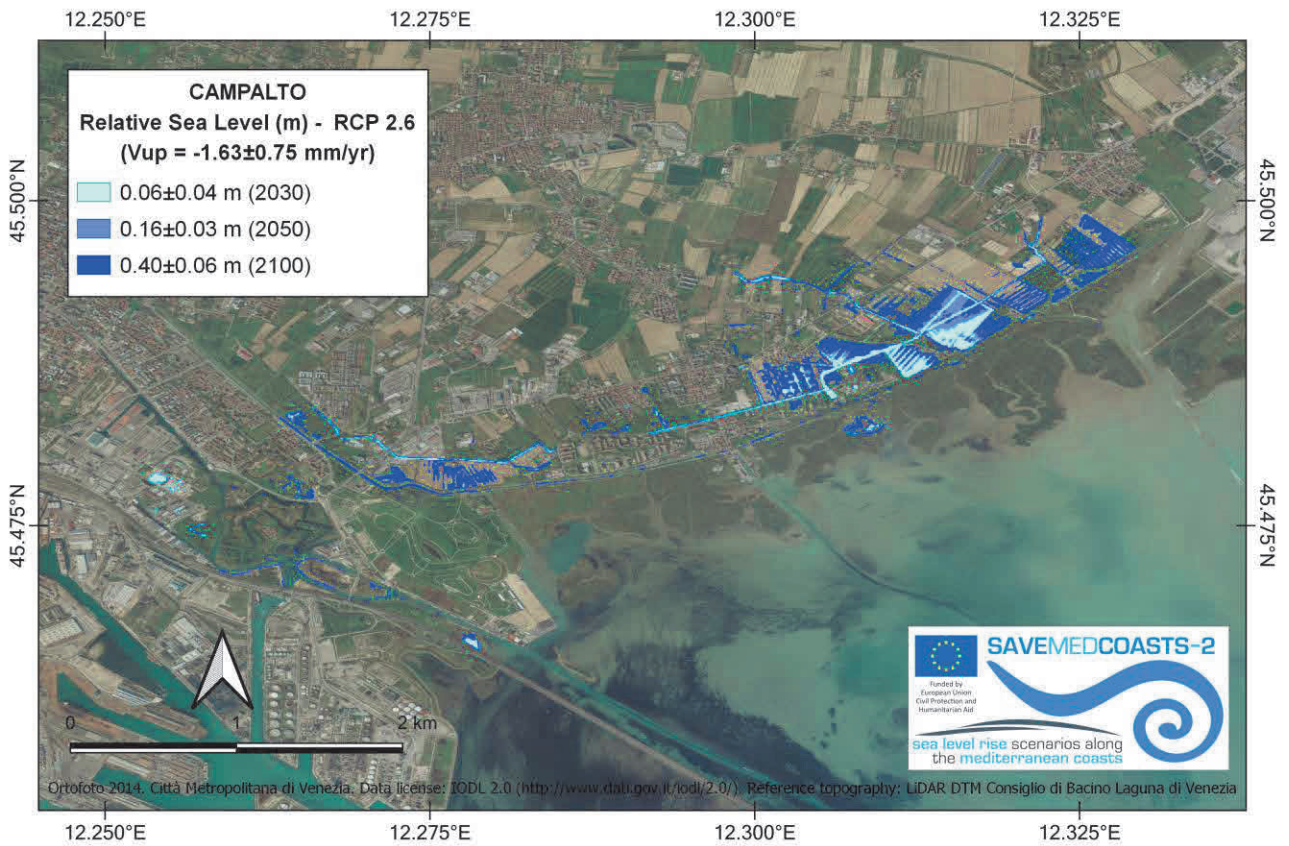 12.250°E 12.275°E 12.300°E 12.325°E
CAMPALTO
Relative Sea Level (m) - RCP 2.6
(Vup = -1.63±0.75 mm/yr)
0.06±0.04 m (2030)
0.16±0.03 m (2050)
0.40±0.06 m (2100)
45.500°N
45.500°N
45.475°N
45.475°N
SAVEMEDCOASTS-2
Funded by
European Union
Civil Protection and
Humanitarian Aid
sea level rise scenarios along
the mediterranean coasts
0 1 2 km
Ortofoto 2014. Città Metropolitana di Venezia. Data license: IODL 2.0 (http://www.dati.gov.it/iodl/2.0/) Reference topography: LiDAR DTM Consiglio di Bacino Laguna di Venezia
12.250°E 12.275°E 12.300°E 12.325°E